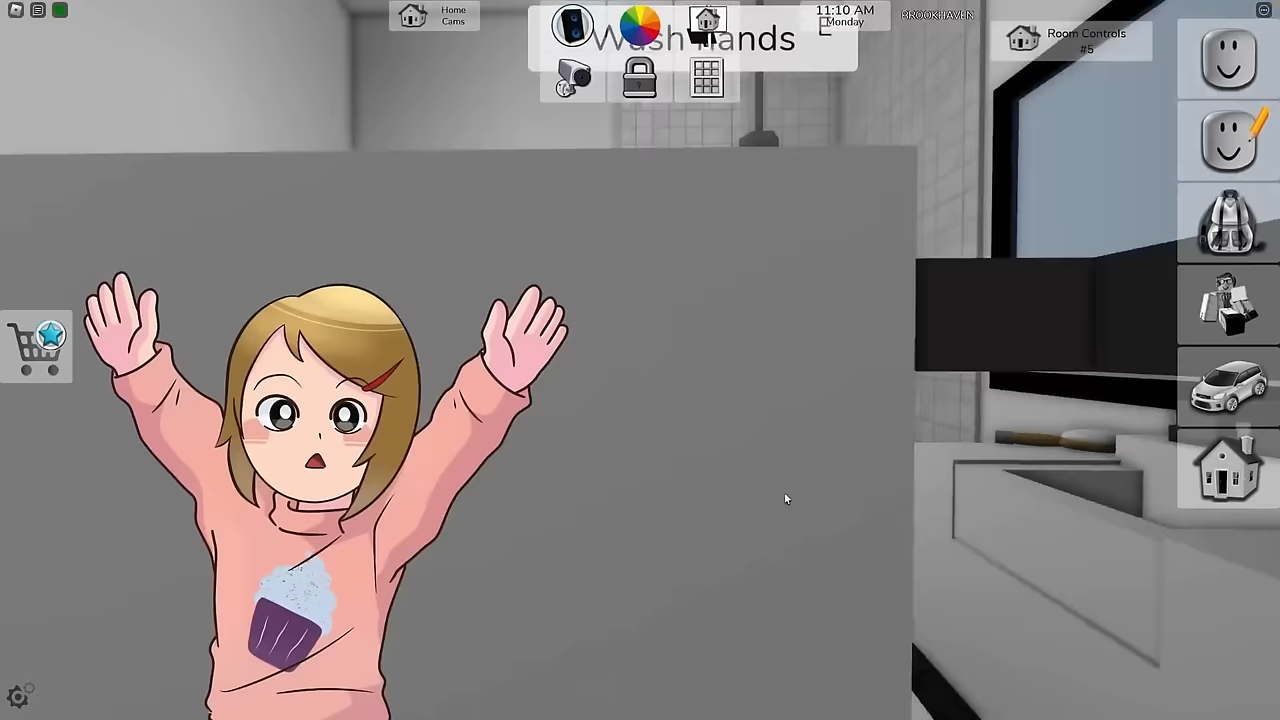 Home
Cams
Wash Hands
E
11:10 AM
Monday
BROOKHAVEN
Room Controls
#5